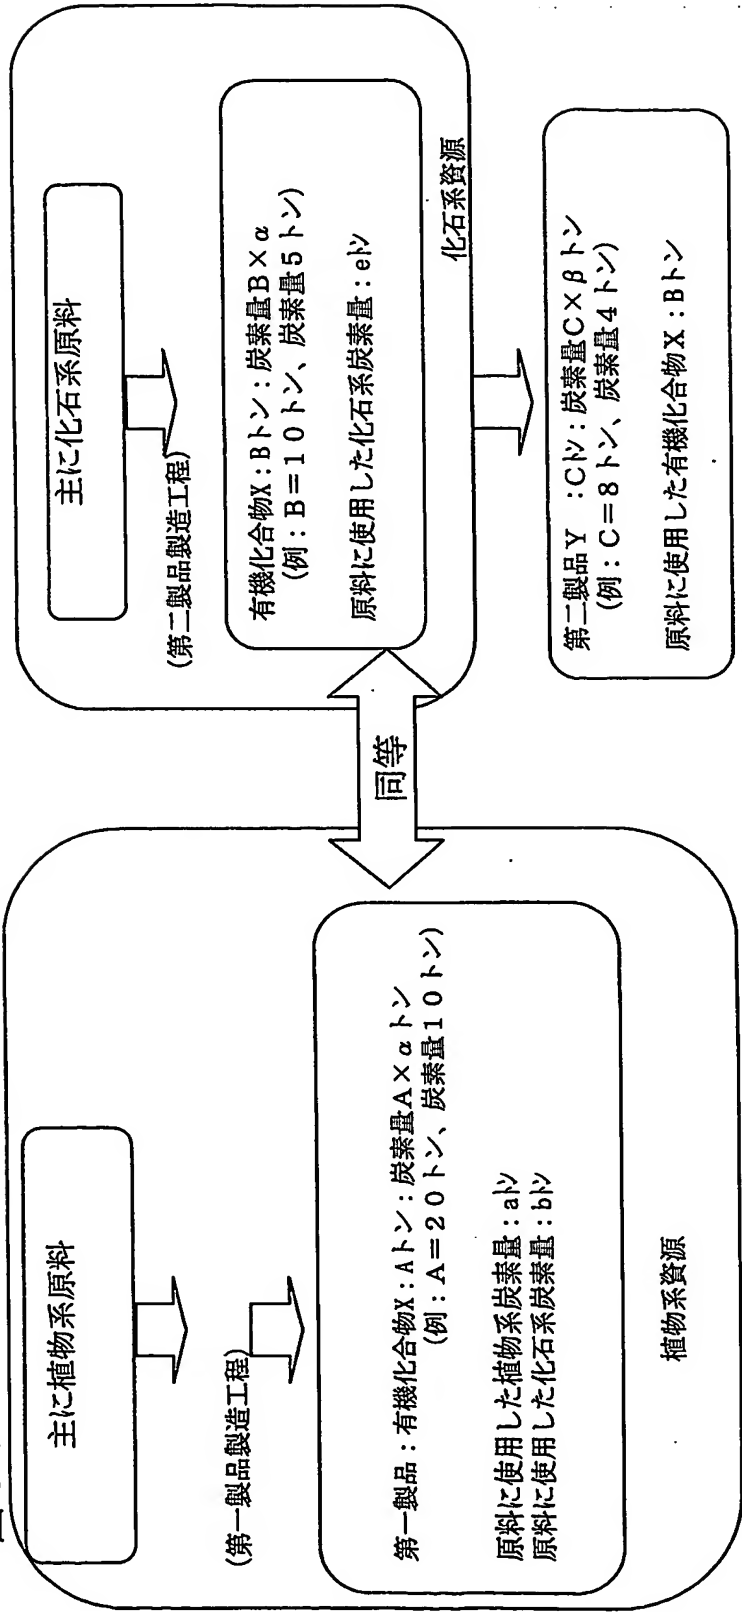 主に植物系原料
(第一製品製造工程)
第一製品：有機化合物X：Aトン：炭素量A×αトン
(例：A＝20トン、炭素量10トン)
原料に使用した植物系炭素量：aトン
原料に使用した化石系炭素量：bトン
植物系資源
同等
主に化石系原料
(第二製品製造工程)
有機化合物X：Bトン：炭素量B×α
(例：B＝10トン、炭素量5トン)
原料に使用した化石系炭素量：eトン
化石系資源
第二製品Y　：Cトン：炭素量C×βトン
(例：C＝8トン、炭素量4トン)
原料に使用した有機化合物X：Bトン